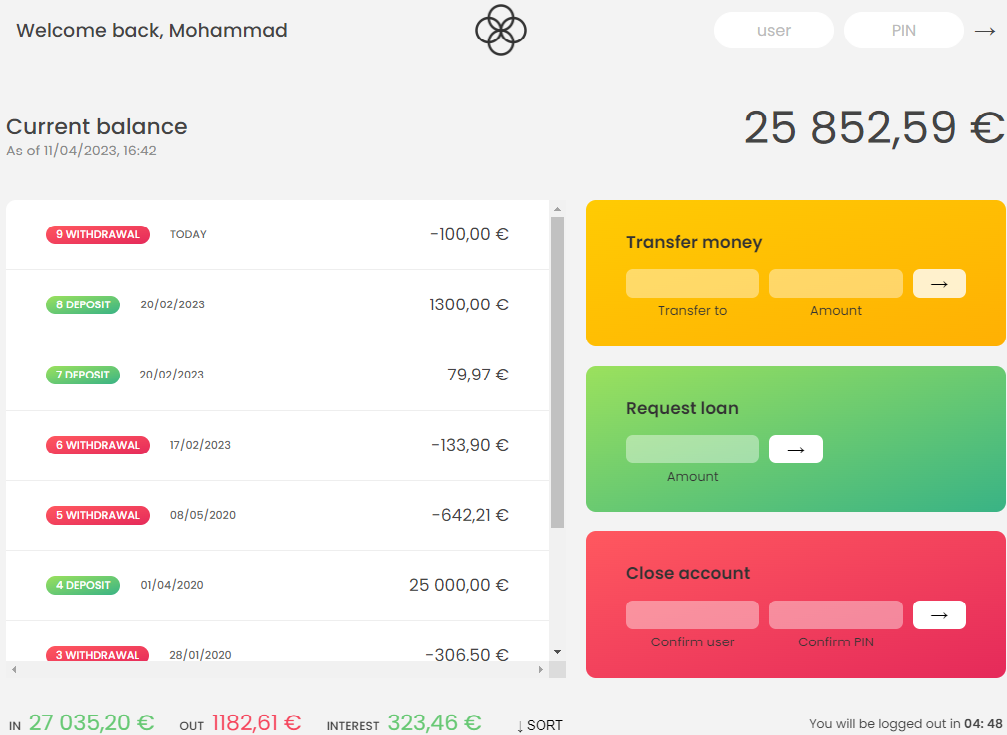 Welcome back, Mohammad
user
PIN
→
Current balance
As of 11/04/2023, 16:42
25 852,59 €
9 WITHDRAWAL TODAY -100,00 €
8 DEPOSIT 20/02/2023 1300,00 €
7 DEPOSIT 20/02/2023 79,97 €
6 WITHDRAWAL 17/02/2023 -133,90 €
5 WITHDRAWAL 08/05/2020 -642,21 €
4 DEPOSIT 01/04/2020 25 000,00 €
3 WITHDRAWAL 28/01/2020 -306,50 €
Transfer money
→
Transfer to Amount
Request loan
→
Amount
Close account
→
Confirm user Confirm PIN
IN 27 035,20 € OUT 1182,61 € INTEREST 323,46 € ↓ SORT
You will be logged out in 04: 48